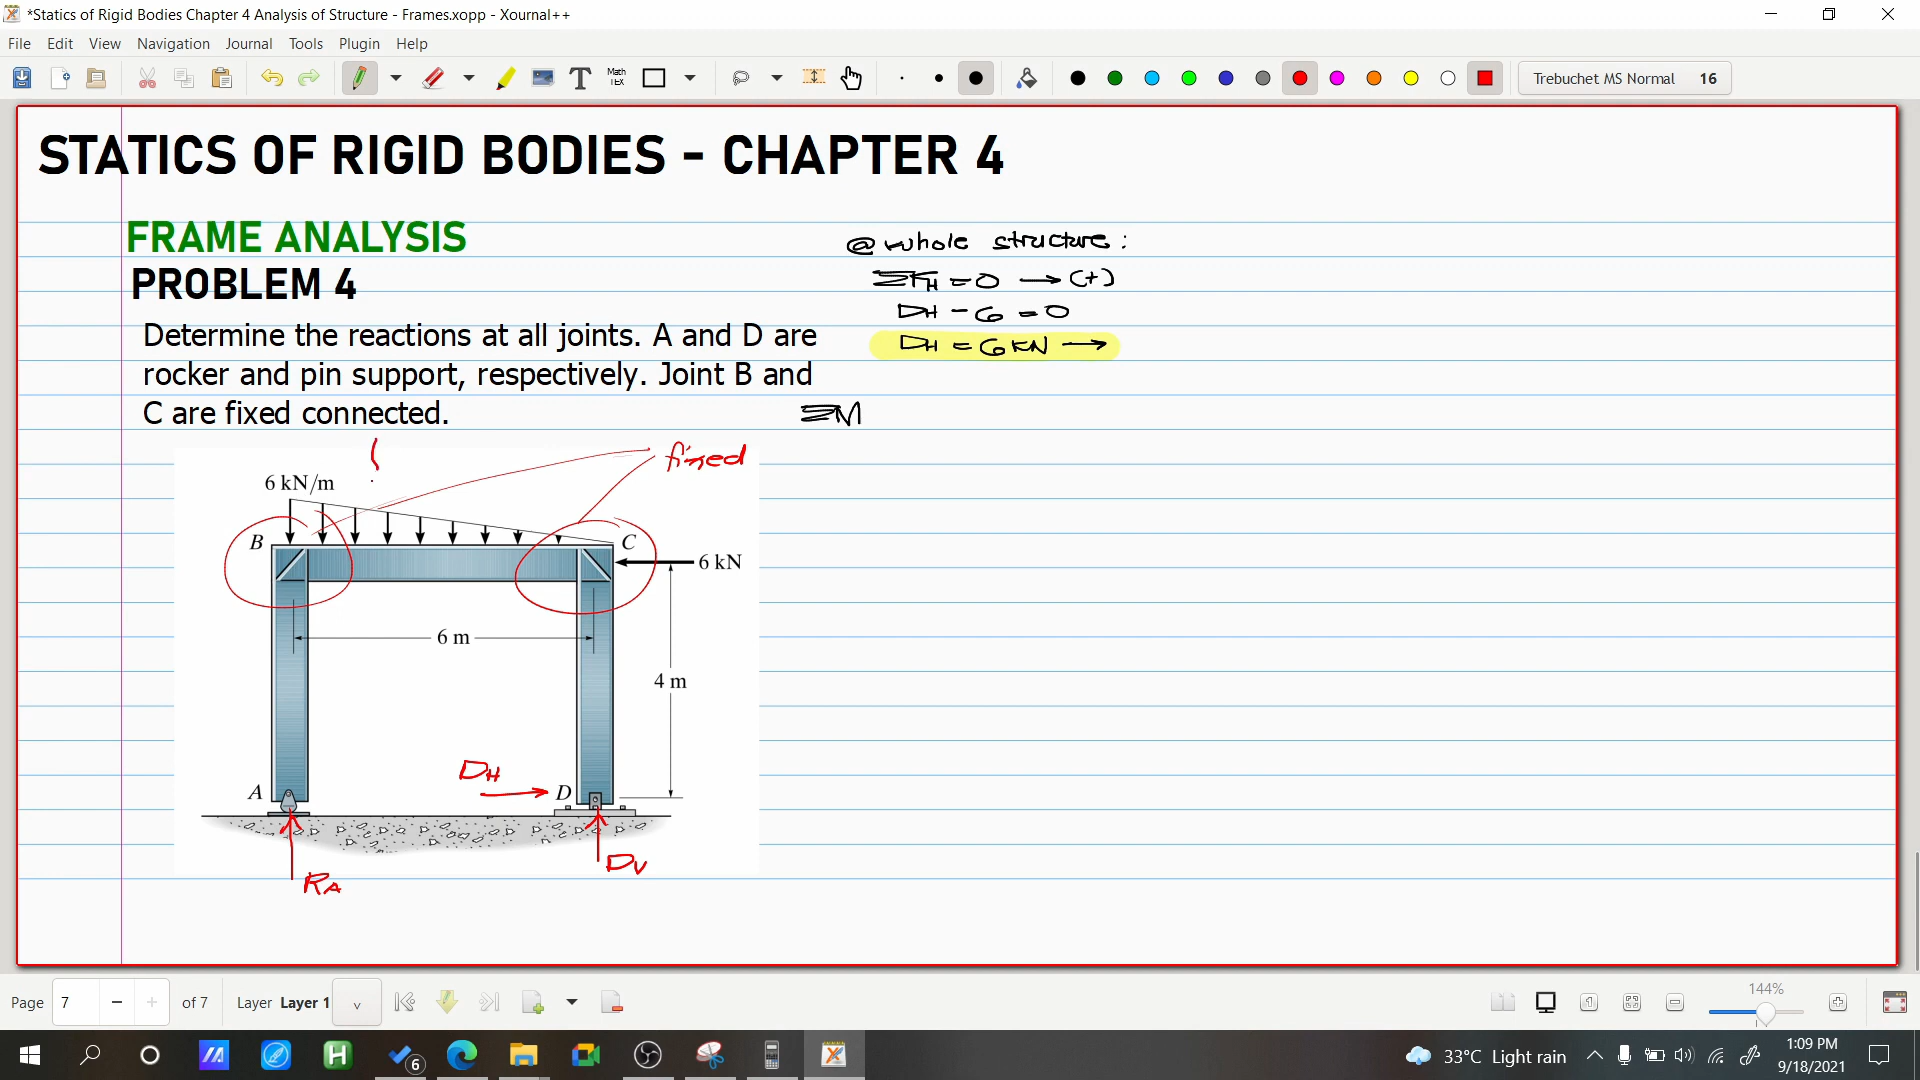 *Statics of Rigid Bodies Chapter 4 Analysis of Structure - Frames.xopp - Xournal++
File Edit View Navigation Journal Tools Plugin Help
Math TEX
Trebuchet MS Normal 16
STATICS OF RIGID BODIES - CHAPTER 4
FRAME ANALYSIS
PROBLEM 4
Determine the reactions at all joints. A and D are
rocker and pin support, respectively. Joint B and
C are fixed connected.
@ whole structure:
ΣFH = 0 → (+)
DH - 6 = 0
DH = 6 kN →
ΣM
fixed
6 kN/m
B
C
6 kN
6 m
4 m
DH
A
D
DV
RA
Page 7 of 7 Layer Layer 1
144%
6
33°C Light rain
1:09 PM
9/18/2021